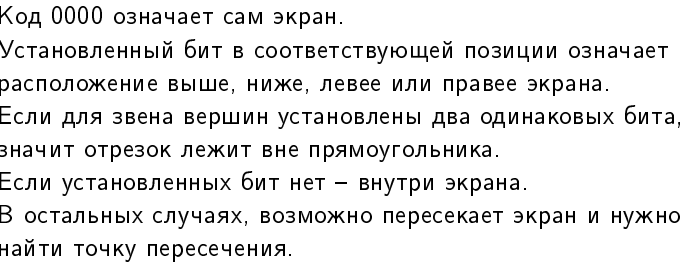 Код 0000 означает сам экран.
Установленный бит в соответствующей позиции означает
расположение выше, ниже, левее или правее экрана.
Если для звена вершин установлены два одинаковых бита,
значит отрезок лежит вне прямоугольника.
Если установленных бит нет – внутри экрана.
В остальных случаях, возможно пересекает экран и нужно
найти точку пересечения.